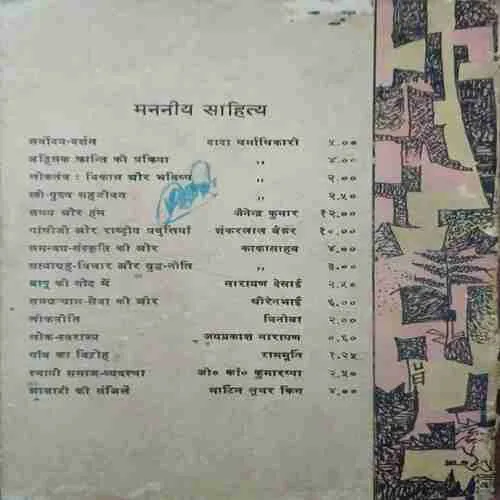 मननीय साहित्य
सर्वोदय-दर्शन दादा धर्माधिकारी ५.००
अहिंसक क्रान्ति की प्रक्रिया ,, ४.००
लोकतंत्र : विकास और भविष्य ,, २.००
स्त्री-पुरुष सहजीवन ,, २.५०
समय और हम जैनेन्द्र कुमार १२.००
गांधीजी और राष्ट्रीय प्रवृत्तियाँ शंकरलाल बैंकर १०.००
समन्वय-संस्कृति की ओर काकासाहब ४.००
सत्याग्रह-विचार और युद्ध-नीति ,, ३.००
बापू की गोद में नारायण देसाई २.५०
समग्र ग्राम-सेवा की ओर धीरेनभाई ६.००
लोकनीति विनोबा २.००
लोक-स्वराज्य जयप्रकाश नारायण ०.६०
गाँव का विद्रोह राममूर्ति १.२५
स्थायी समाज-व्यवस्था जो० कॉ० कुमारप्पा २.५०
आजादी की मंजिलें मार्टिन लूथर किंग ४.००